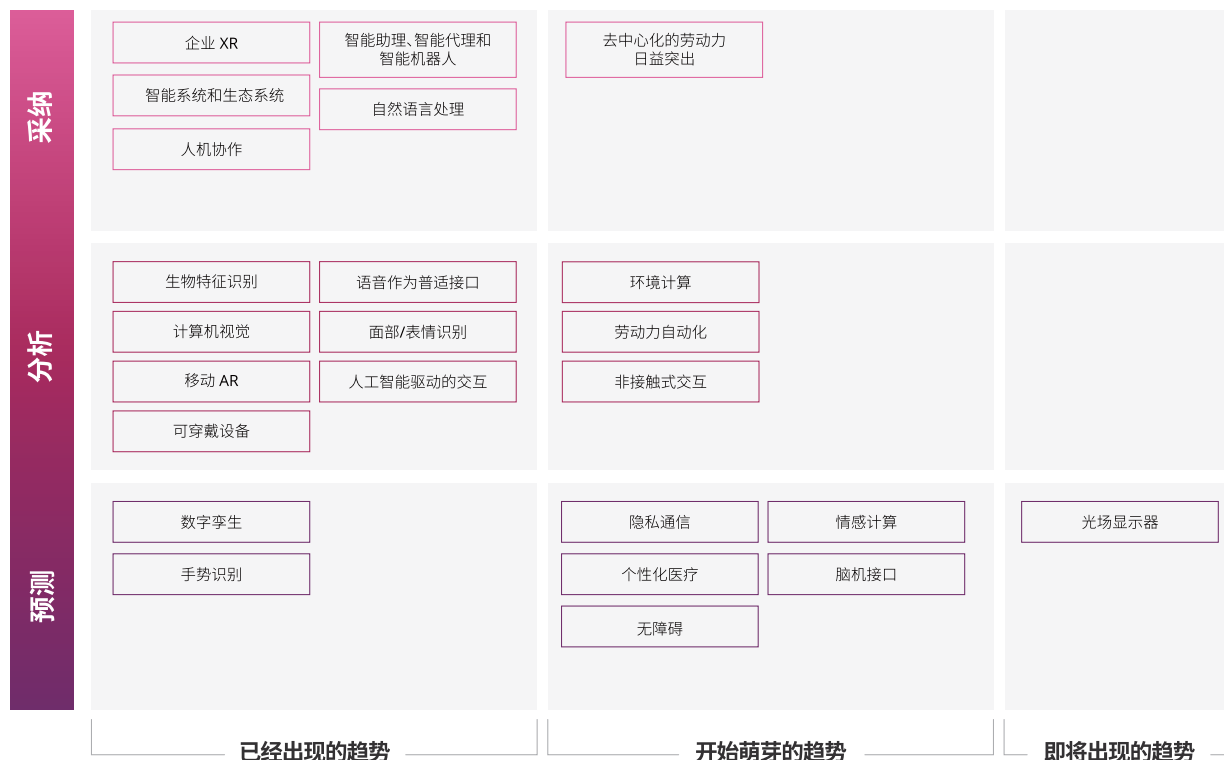 采纳
企业 XR
智能助理、智能代理和
智能机器人
智能系统和生态系统
自然语言处理
人机协作
去中心化的劳动力
日益突出
分析
生物特征识别
语音作为普适接口
计算机视觉
面部/表情识别
移动 AR
人工智能驱动的交互
可穿戴设备
环境计算
劳动力自动化
非接触式交互
预测
数字孪生
手势识别
隐私通信
情感计算
个性化医疗
脑机接口
无障碍
光场显示器
已经出现的趋势
开始萌芽的趋势
即将出现的趋势